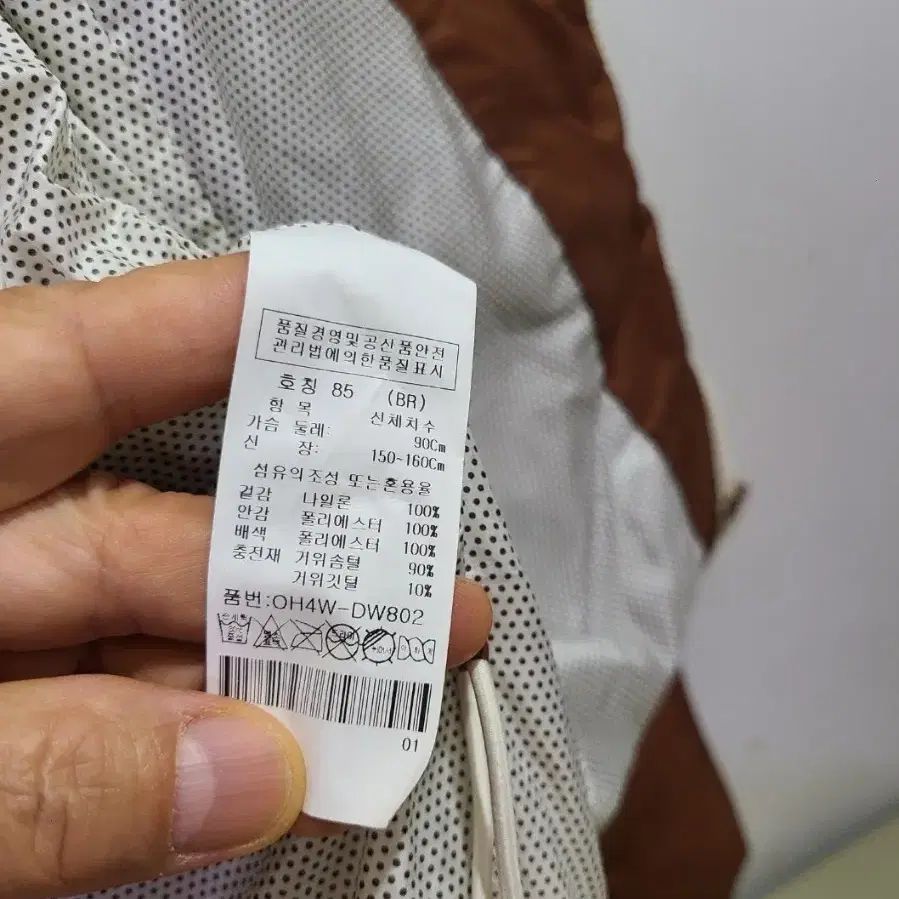 품질경영및공산품안전
관리법에의한품질표시
호칭 85 (BR)
항 목 신체치수
가슴 둘레: 90Cm
신 장: 150~160Cm
섬유의조성 또는혼용율
겉감 나일론 100%
안감 폴리에스터 100%
배색 폴리에스터 100%
충전재 거위솜털 90%
거위깃털 10%
품번:OH4W-DW802
01